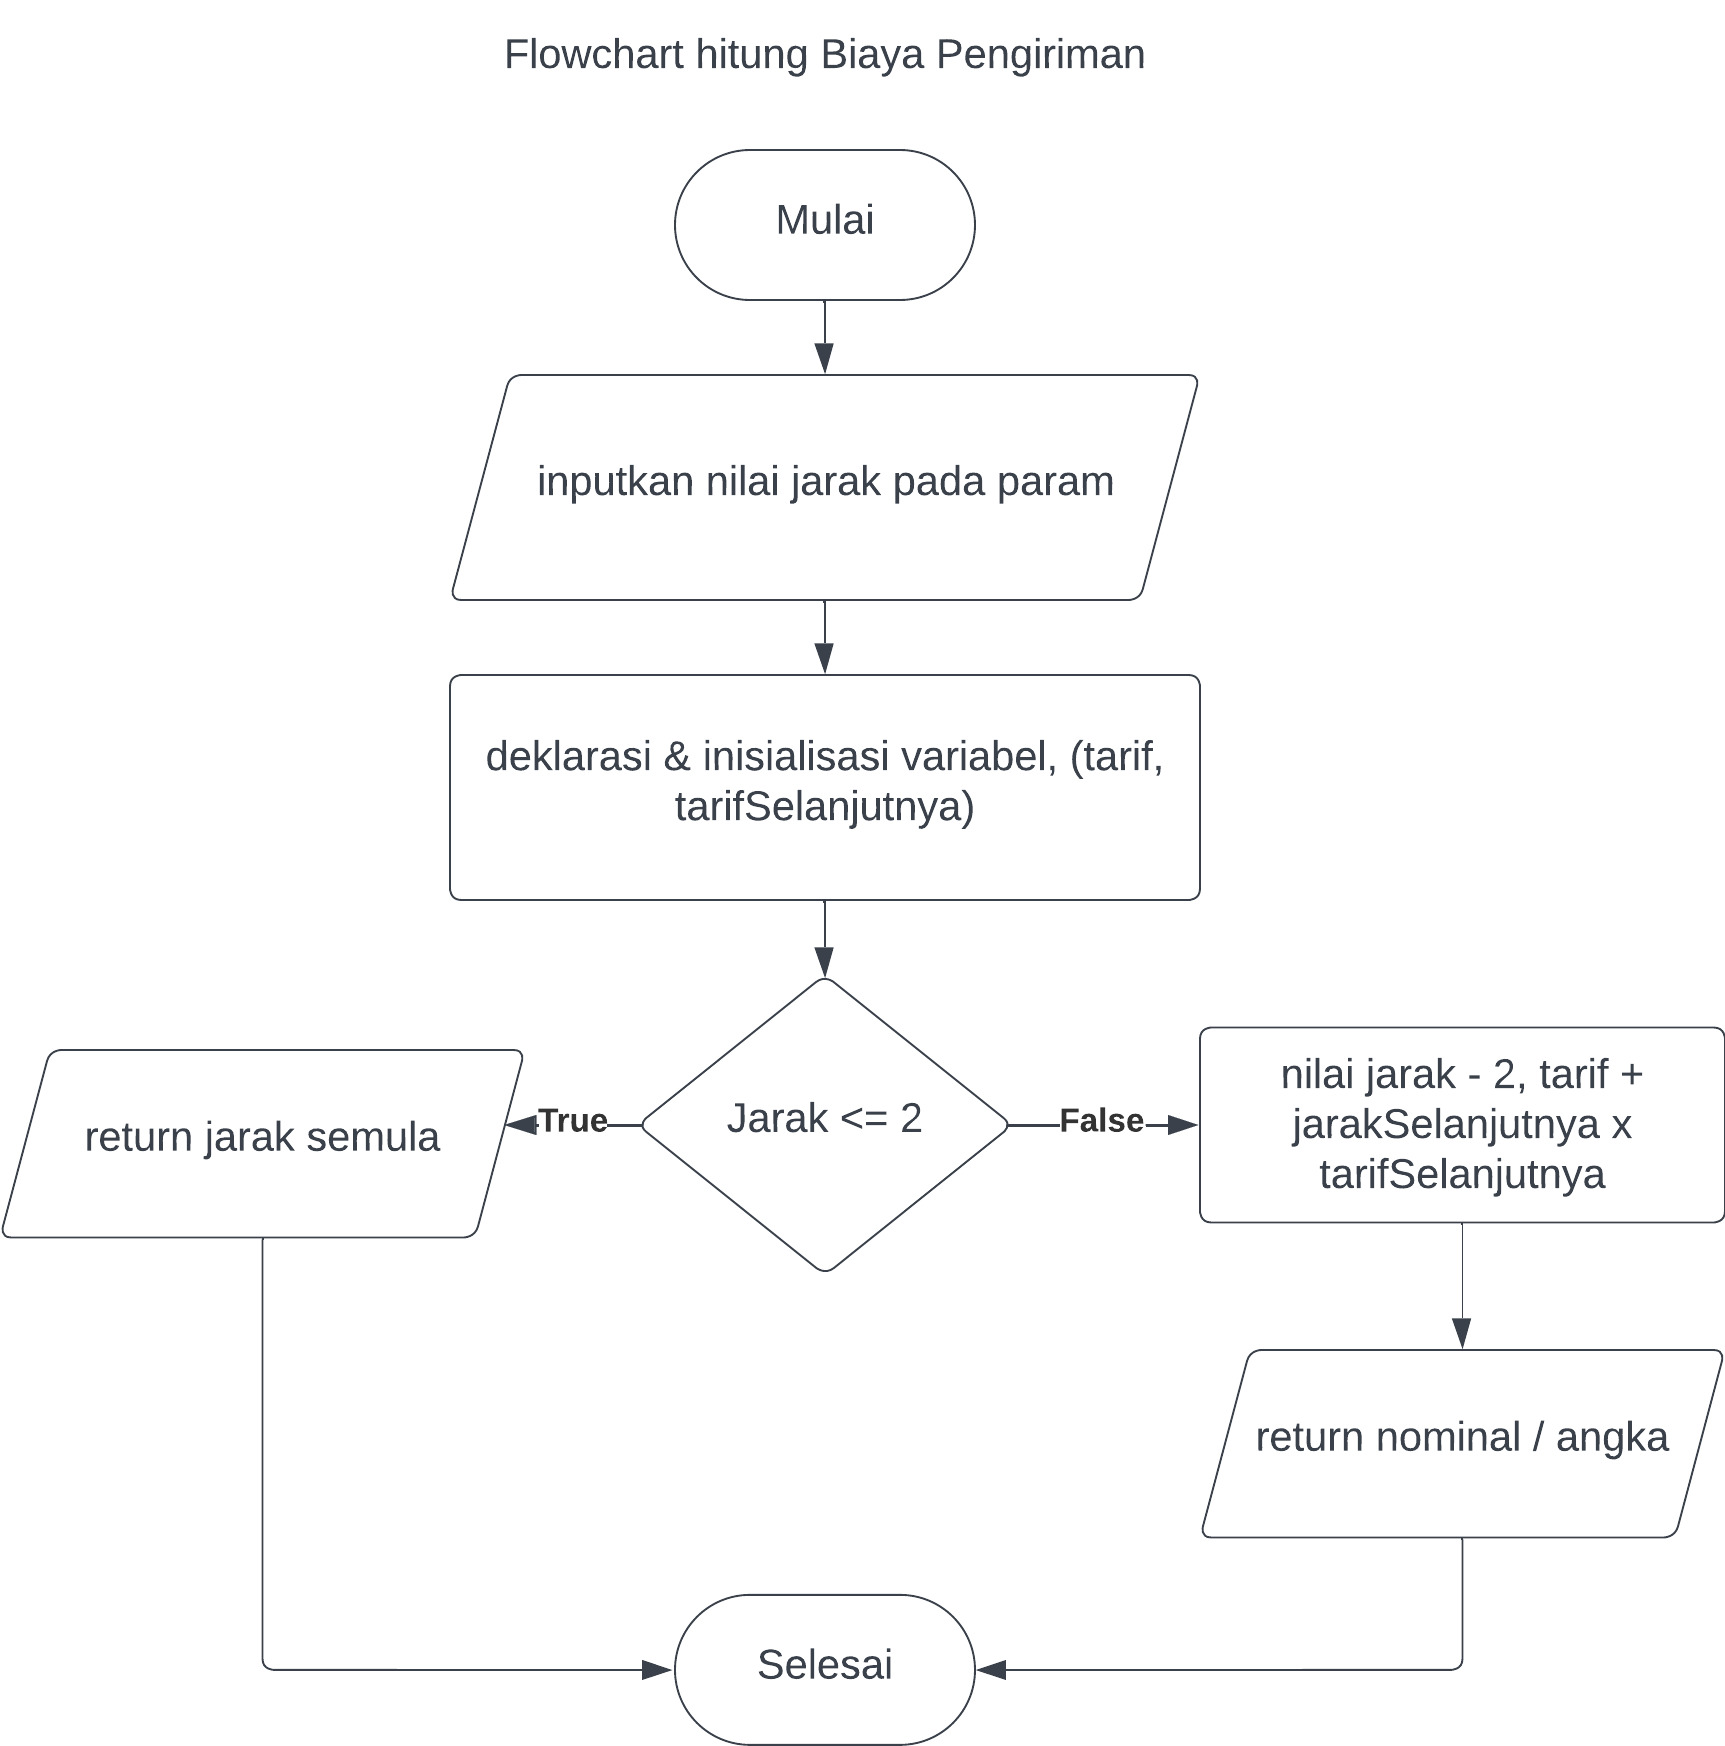 Flowchart hitung Biaya Pengiriman
Mulai
inputkan nilai jarak pada param
deklarasi & inisialisasi variabel, (tarif,
tarifSelanjutnya)
Jarak <= 2
True
return jarak semula
False
nilai jarak - 2, tarif +
jarakSelanjutnya x
tarifSelanjutnya
return nominal / angka
Selesai